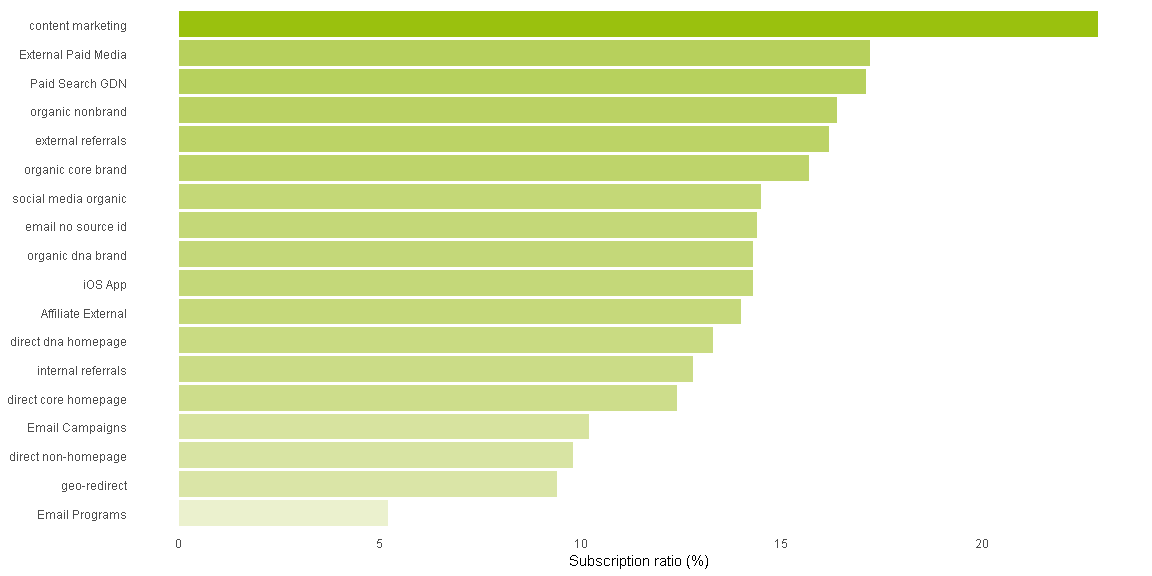 content marketing
External Paid Media
Paid Search GDN
organic nonbrand
external referrals
organic core brand
social media organic
email no source id
organic dna brand
iOS App
Affiliate External
direct dna homepage
internal referrals
direct core homepage
Email Campaigns
direct non-homepage
geo-redirect
Email Programs
0 5 10 15 20
Subscription ratio (%)